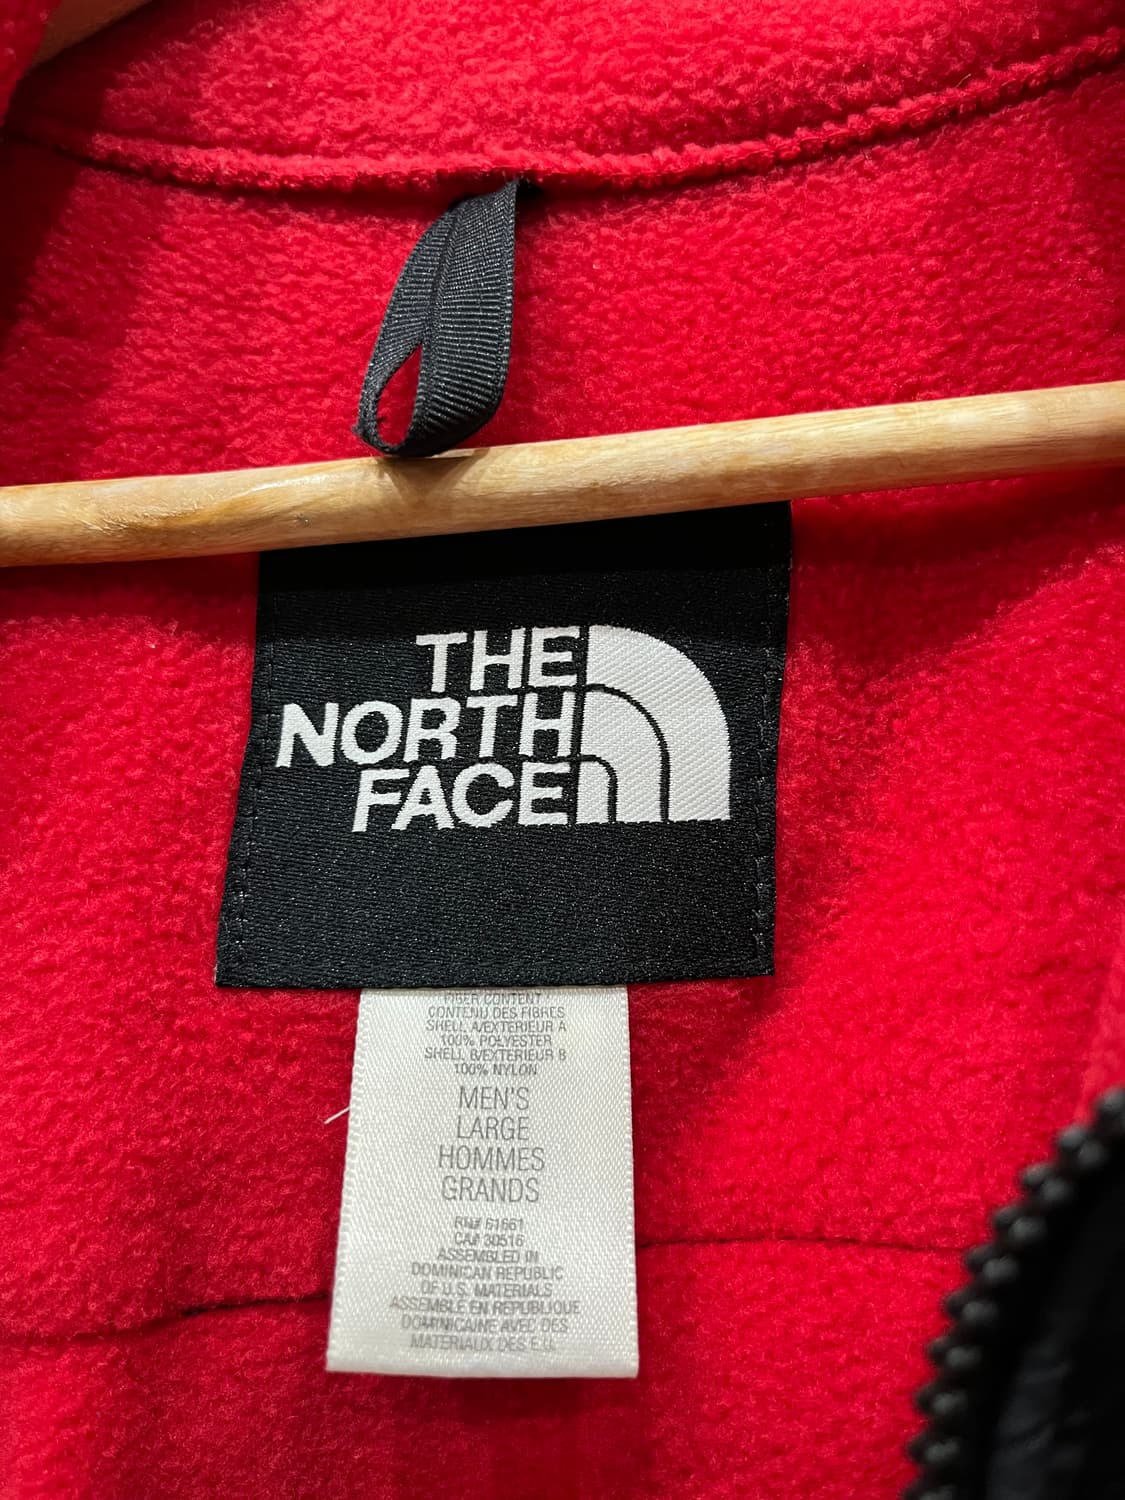 THE
NORTH
FACE
FIBER CONTENT
CONTENU DES FIBRES
SHELL A/EXTERIEUR A
100% POLYESTER
SHELL B/EXTERIEUR B
100% NYLON
MEN'S
LARGE
HOMMES
GRANDS
RN# 61661
CA# 30516
ASSEMBLED IN
DOMINICAN REPUBLIC
OF U.S. MATERIALS
ASSEMBLÉ EN REPUBLIQUE
DOMINICAINE AVEC DES
MATERIAUX DES E.U.